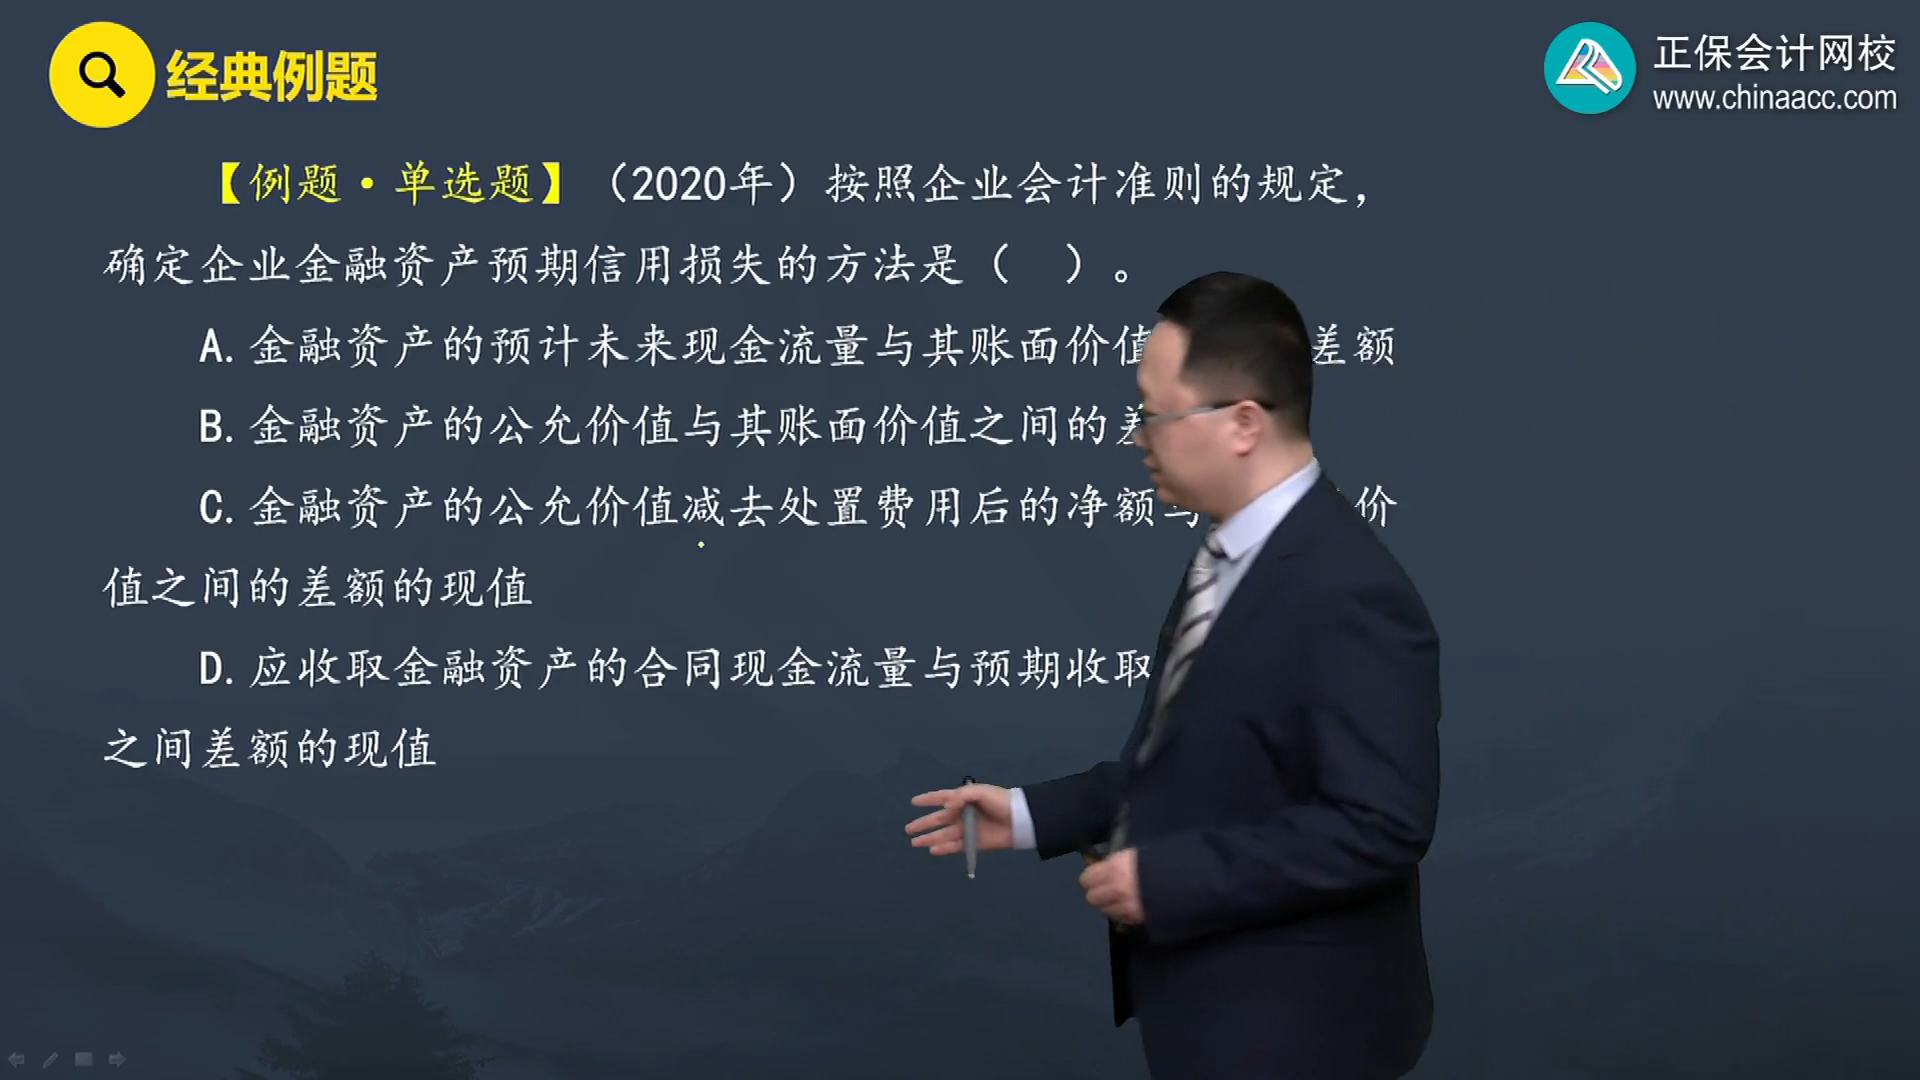 经典例题
正保会计网校
www.chinaacc.com
【例题·单选题】（2020年）按照企业会计准则的规定，
确定企业金融资产预期信用损失的方法是（ ）。
A.金融资产的预计未来现金流量与其账面价值 差额
B.金融资产的公允价值与其账面价值之间的差
C.金融资产的公允价值减去处置费用后的净额与 价
值之间的差额的现值
D.应收取金融资产的合同现金流量与预期收取
之间差额的现值